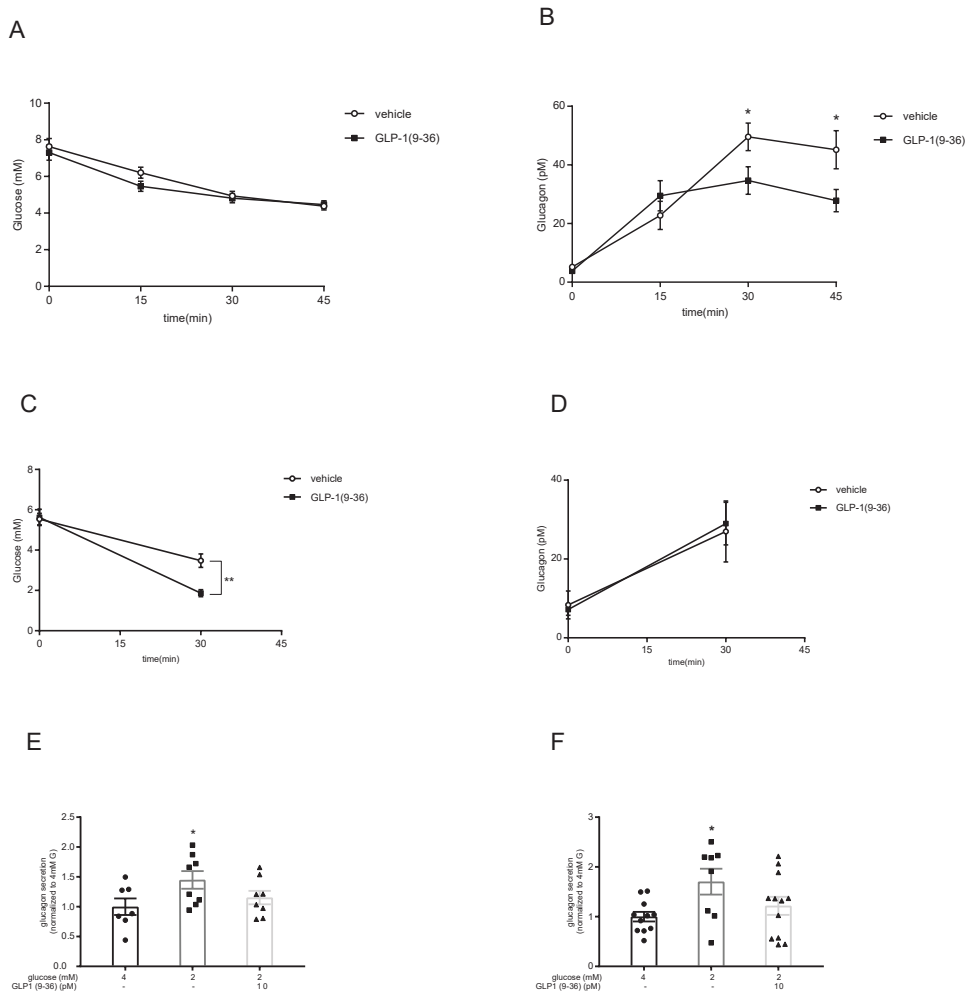 A
10
8
6
4
2
0
Glucose (mM)
0 15 30 45
time(min)
vehicle
GLP-1(9-36)
B
60
40
20
0
Glucagon (pM)
* *
0 15 30 45
time(min)
vehicle
GLP-1(9-36)
C
8
6
4
2
0
Glucose (mM)
**
0 15 30 45
time(min)
vehicle
GLP-1(9-36)
D
40
20
0
Glucagon (pM)
0 15 30 45
time(min)
vehicle
GLP-1(9-36)
E
2.5
2.0
1.5
1.0
0.5
0.0
glucagon secretion
(normalized to 4mM G)
*
glucose (mM) 4 2 2
GLP1 (9-36) (pM) - - 10
F
3
2
1
0
glucagon secretion
(normalized to 4mM G)
*
glucose (mM) 4 2 2
GLP1 (9-36) (pM) - - 10